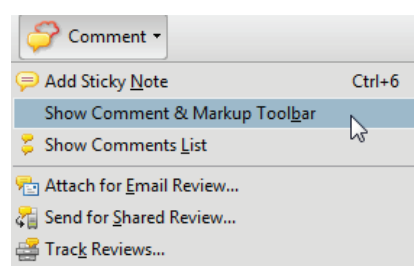 Comment
Add Sticky Note Ctrl+6
Show Comment & Markup Toolbar
Show Comments List
Attach for Email Review...
Send for Shared Review...
Track Reviews...